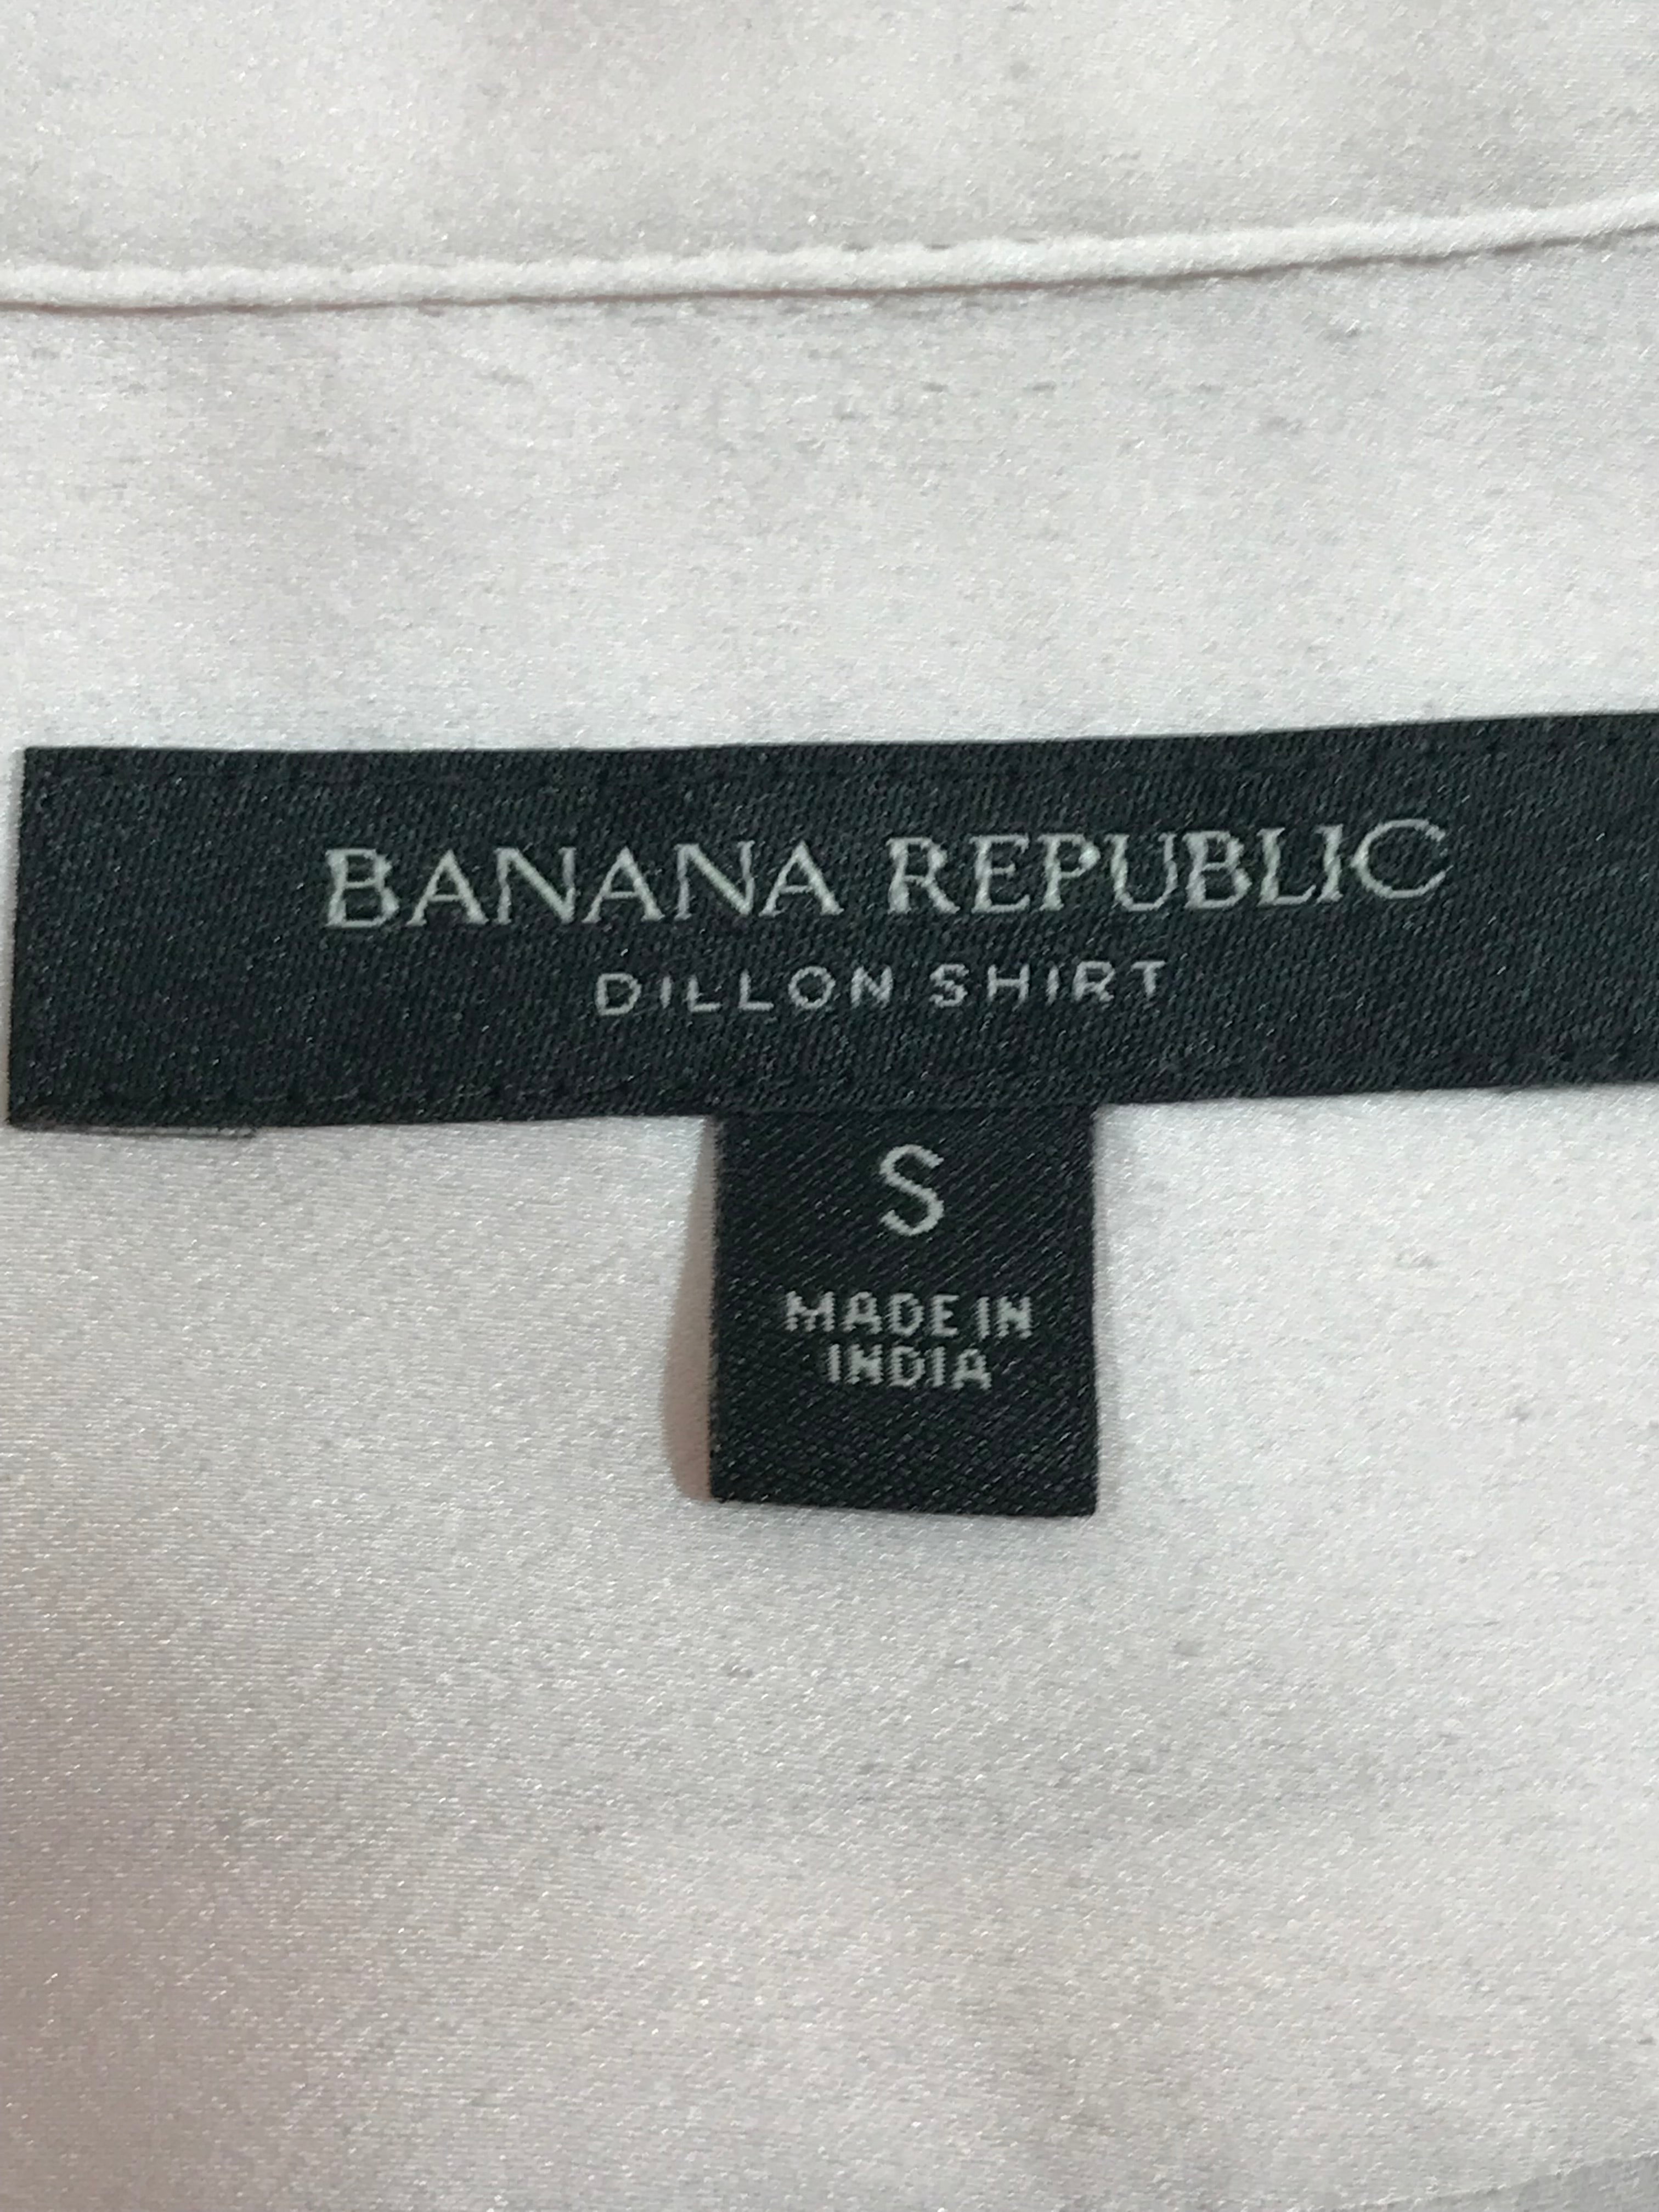 BANANA REPUBLIC
DILLON SHIRT
S
MADE IN
INDIA